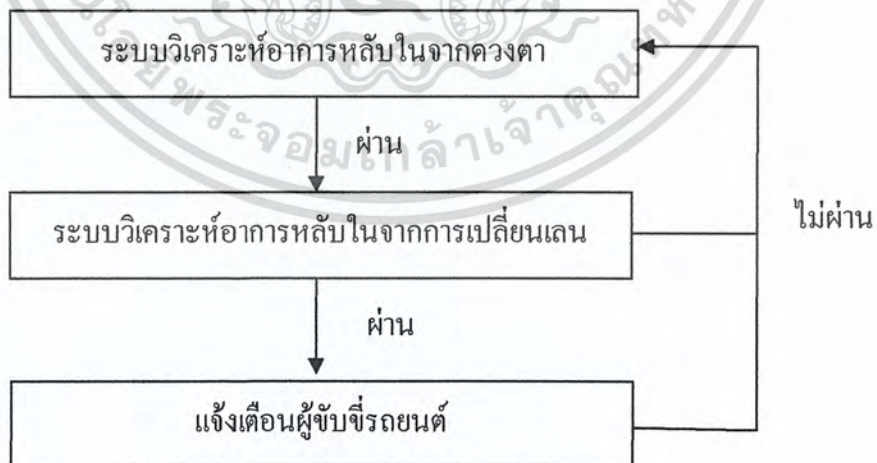 ระบบวิเคราะห์อาการหลับในจากดวงตา
ผ่าน
ระบบวิเคราะห์อาการหลับในจากการเปลี่ยนเลน
ไม่ผ่าน
ผ่าน
แจ้งเตือนผู้ขับขี่รถยนต์